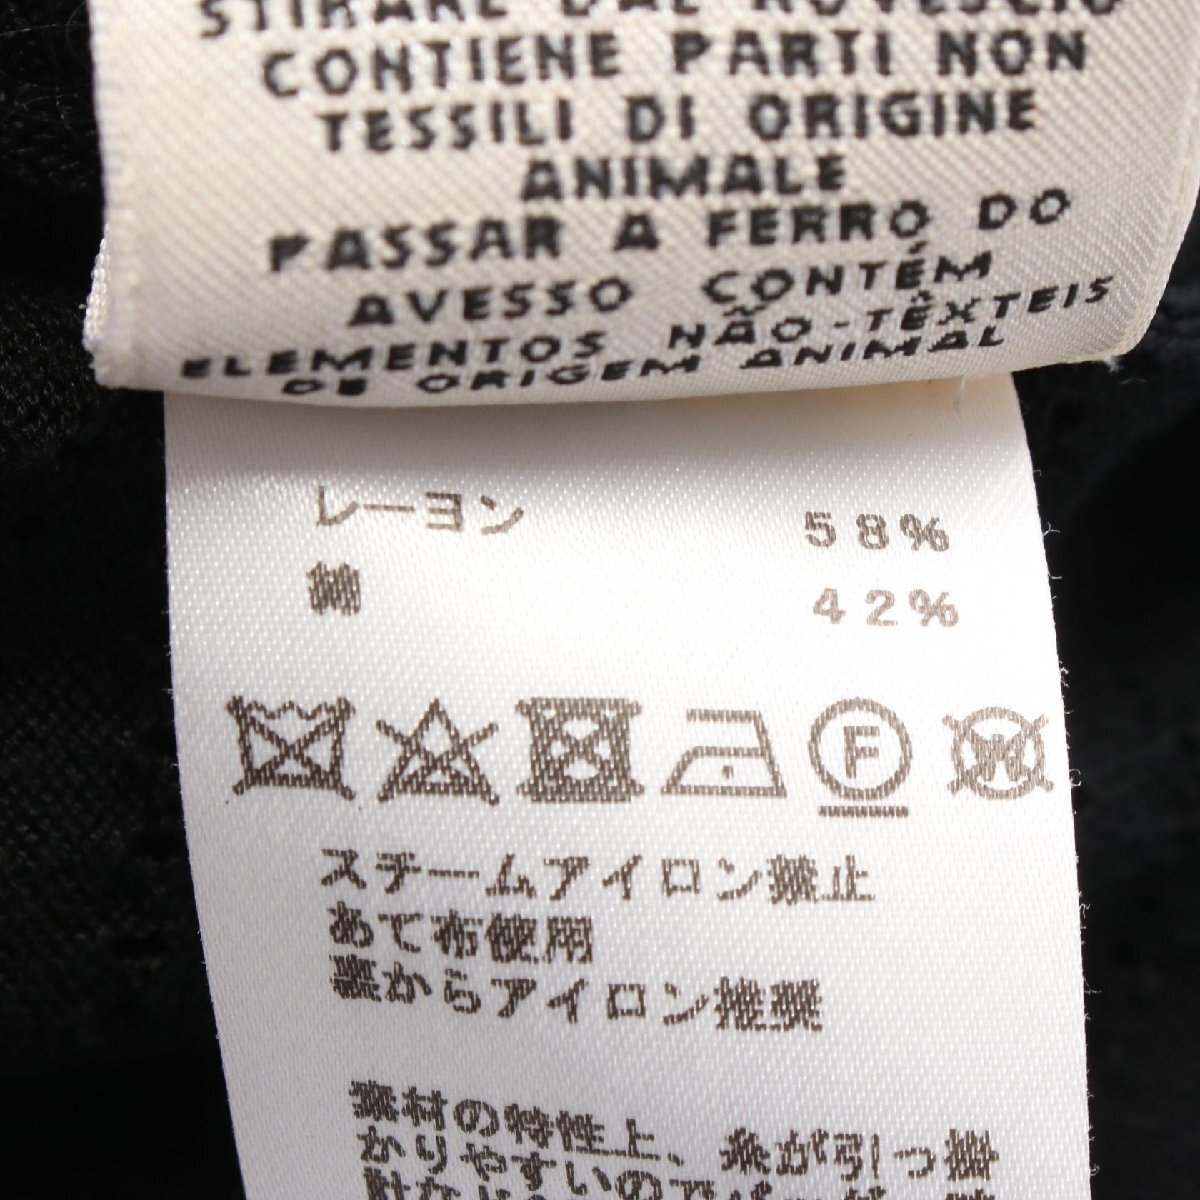 STIRARE DAL ROVESCIO
CONTIENE PARTI NON
TESSILI DI ORIGINE
ANIMALE
PASSAR A FERRO DO
AVESSO CONTÉM
ELEMENTOS NÃO-TÊXTEIS
DE ORIGEM ANIMAL
レーヨン 58%
綿 42%
F W
スチームアイロン禁止
あて布使用
裏からアイロン推奨
素材の特性上、糸が引っ掛
かりやすいので